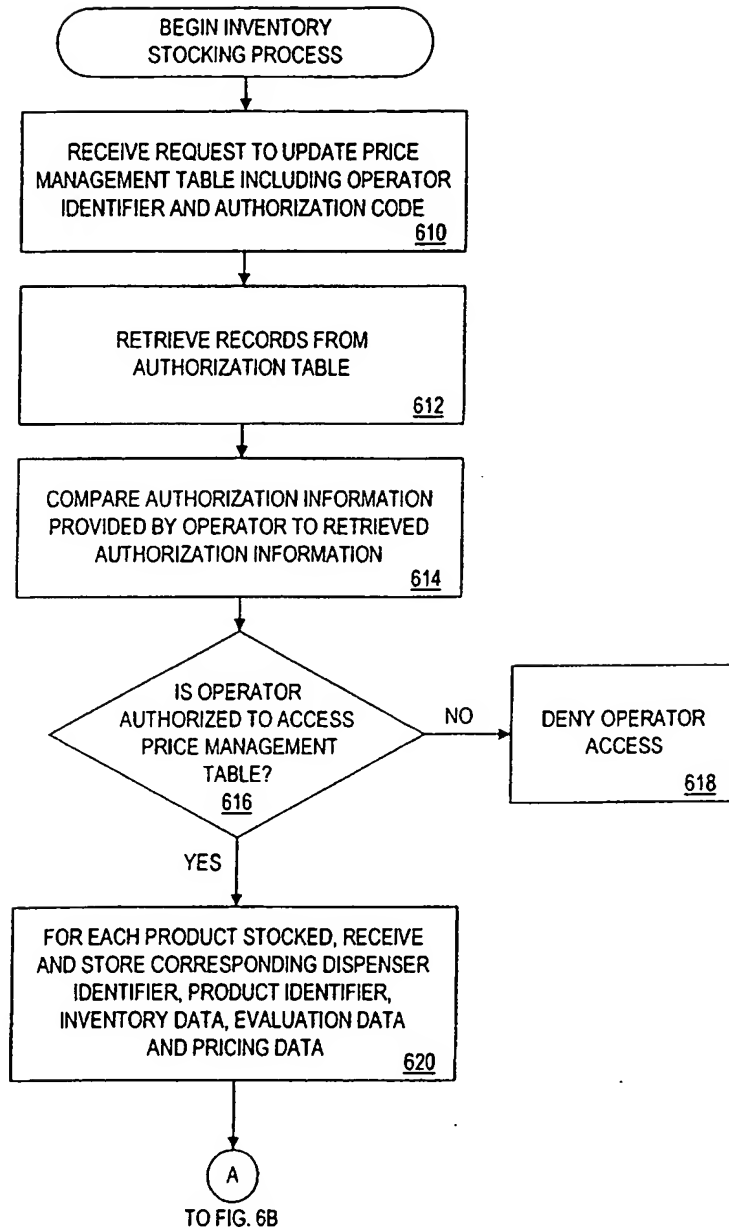 BEGIN INVENTORY
STOCKING PROCESS
RECEIVE REQUEST TO UPDATE PRICE
MANAGEMENT TABLE INCLUDING OPERATOR
IDENTIFIER AND AUTHORIZATION CODE
610
RETRIEVE RECORDS FROM
AUTHORIZATION TABLE
612
COMPARE AUTHORIZATION INFORMATION
PROVIDED BY OPERATOR TO RETRIEVED
AUTHORIZATION INFORMATION
614
IS OPERATOR
AUTHORIZED TO ACCESS
PRICE MANAGEMENT
TABLE?
616
NO
DENY OPERATOR
ACCESS
618
YES
FOR EACH PRODUCT STOCKED, RECEIVE
AND STORE CORRESPONDING DISPENSER
IDENTIFIER, PRODUCT IDENTIFIER,
INVENTORY DATA, EVALUATION DATA
AND PRICING DATA
620
A
TO FIG. 6B